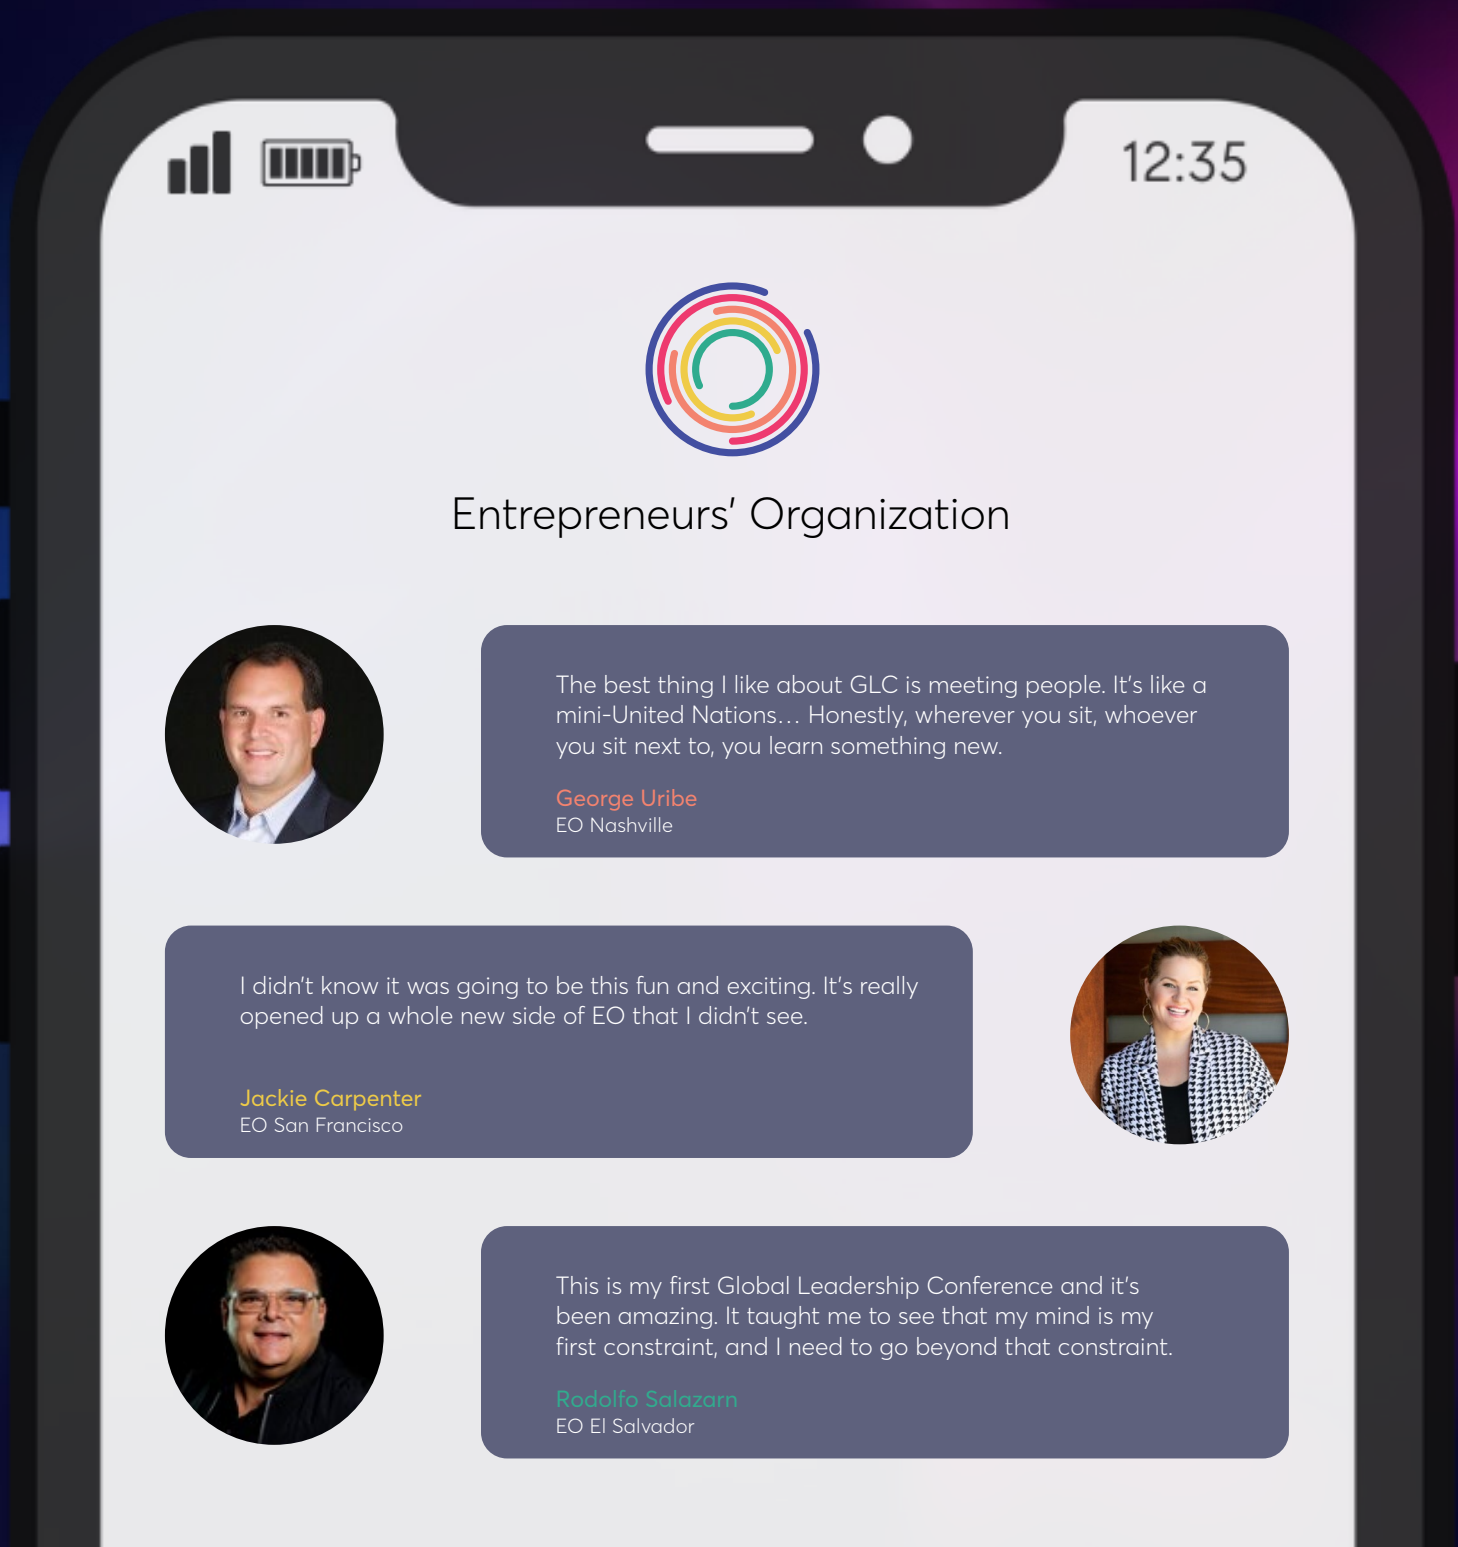 12:35
Entrepreneurs’ Organization
The best thing I like about GLC is meeting people. It’s like a
mini-United Nations… Honestly, wherever you sit, whoever
you sit next to, you learn something new.
George Uribe
EO Nashville
I didn’t know it was going to be this fun and exciting. It’s really
opened up a whole new side of EO that I didn’t see.
Jackie Carpenter
EO San Francisco
This is my first Global Leadership Conference and it’s
been amazing. It taught me to see that my mind is my
first constraint, and I need to go beyond that constraint.
Rodolfo Salazarn
EO El Salvador